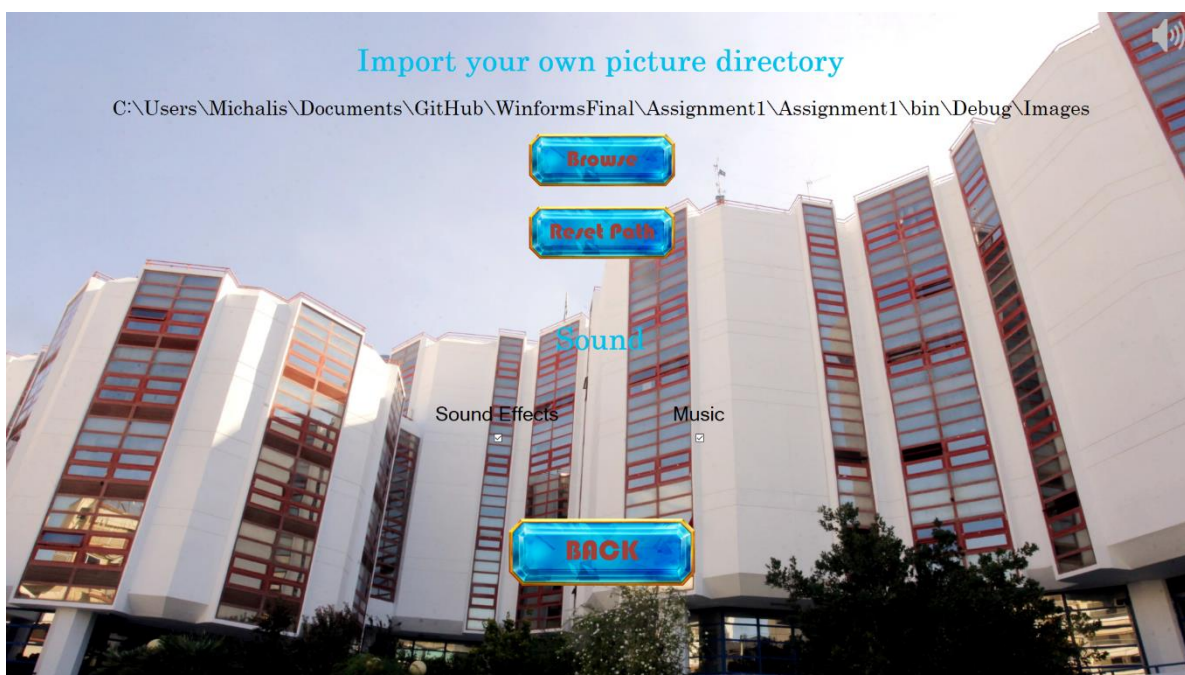 Import your own picture directory
C:\Users\Michalis\Documents\GitHub\WinformsFinal\Assignment1\Assignment1\bin\Debug\Images
Browse
Reset Path
Sound
Sound Effects Music
BACK